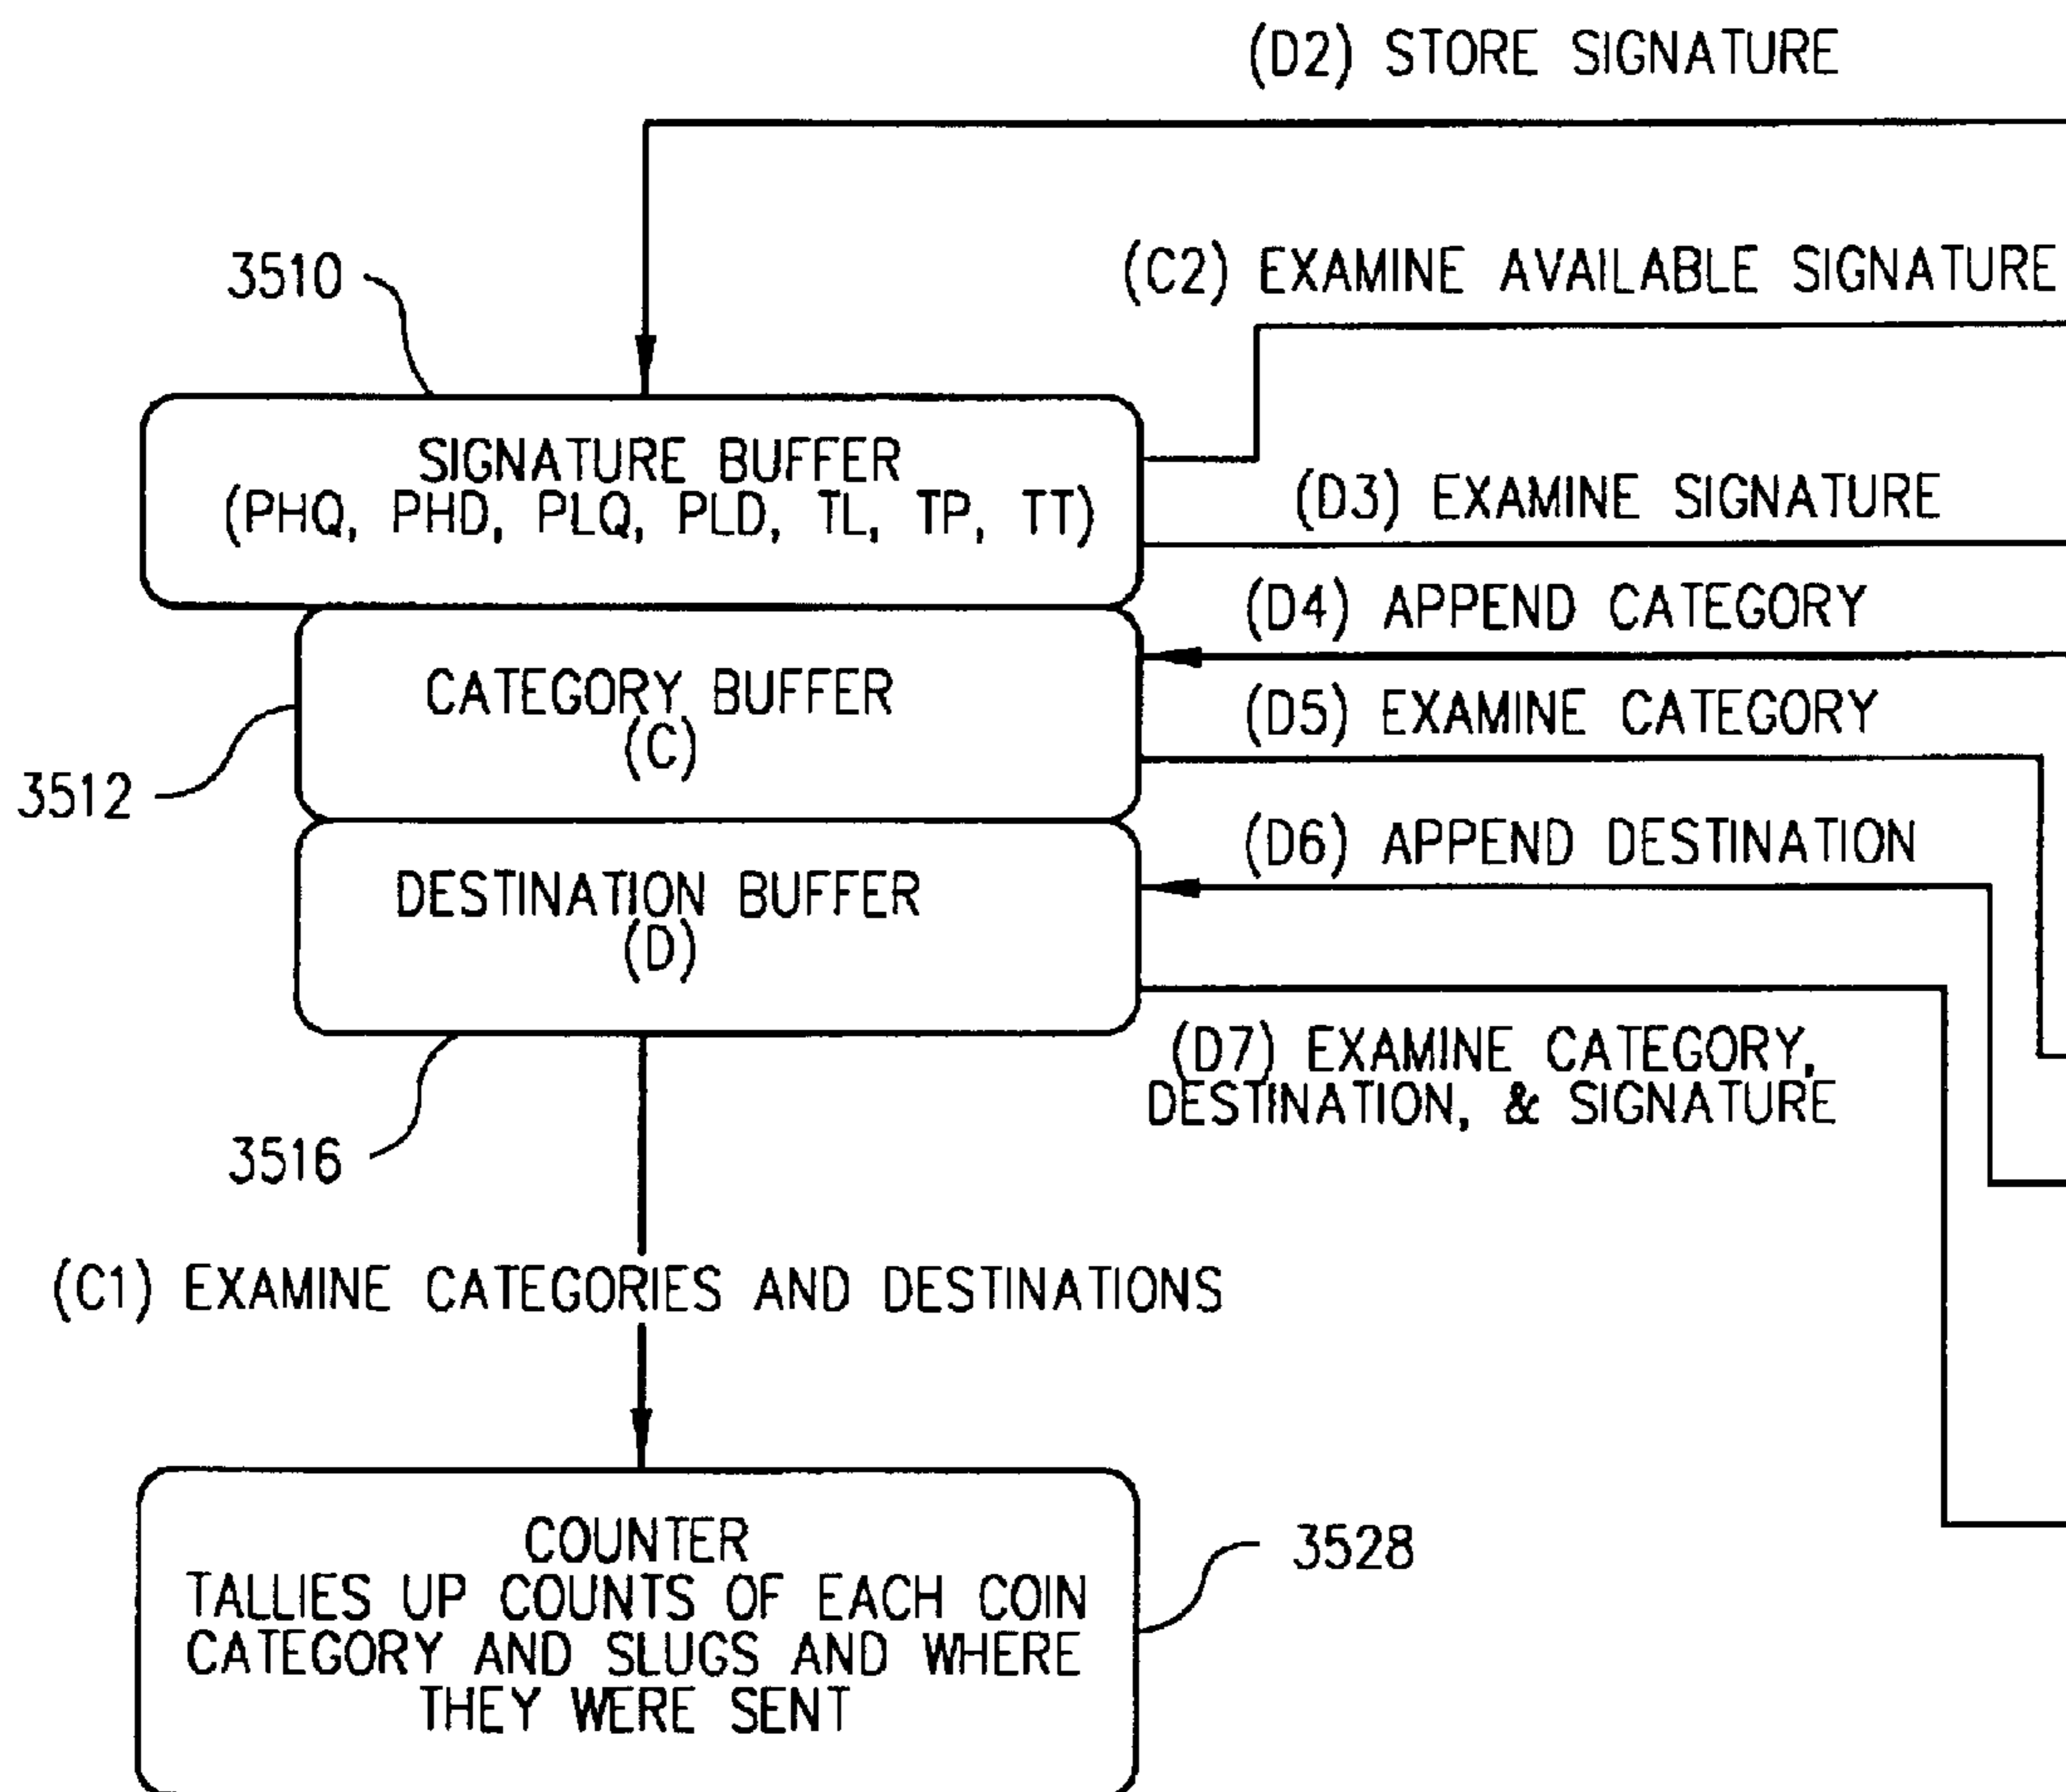 (D2) STORE SIGNATURE
3510
(C2) EXAMINE AVAILABLE SIGNATURE
SIGNATURE BUFFER
(PHQ, PHD, PLQ, PLD, TL, TP, TT)
(D3) EXAMINE SIGNATURE
(D4) APPEND CATEGORY
CATEGORY BUFFER
(C)
(D5) EXAMINE CATEGORY
3512
(D6) APPEND DESTINATION
DESTINATION BUFFER
(D)
(D7) EXAMINE CATEGORY,
DESTINATION, & SIGNATURE
3516
(C1) EXAMINE CATEGORIES AND DESTINATIONS
COUNTER
TALLIES UP COUNTS OF EACH COIN
CATEGORY AND SLUGS AND WHERE
THEY WERE SENT
3528